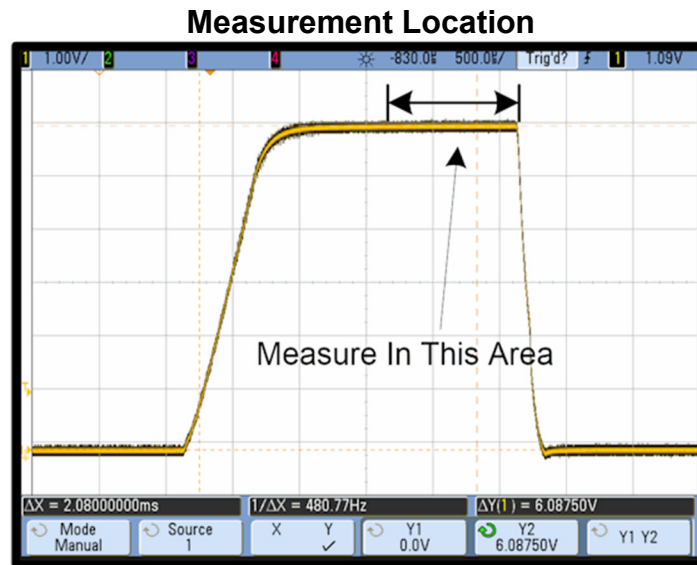 Measurement Location
1 1.00V/ 2 3 4 -830.0 500.0 / Trig'd? 1 1.09V
Measure In This Area
ΔX = 2.08000000ms 1/ΔX = 480.77Hz ΔY(1) = 6.08750V
Mode Source X Y Y1 Y2 Y1 Y2
Manual 1 ✓ 0.0V 6.08750V